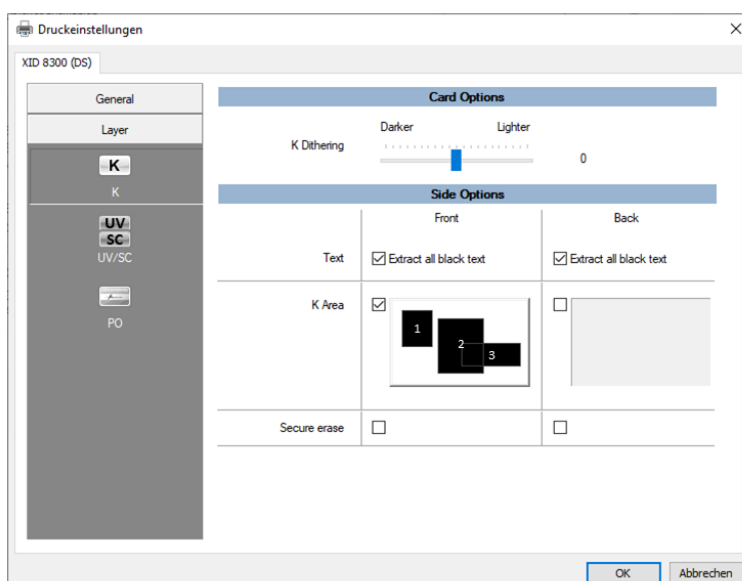 Druckeinstellungen
XID 8300 (DS)
General
Layer
K
K
UV
SC
UV/SC
PO
Card Options
Darker Lighter
K Dithering
0
Side Options
Front Back
Text Extract all black text Extract all black text
K Area
1
2
3
Secure erase
OK Abbrechen